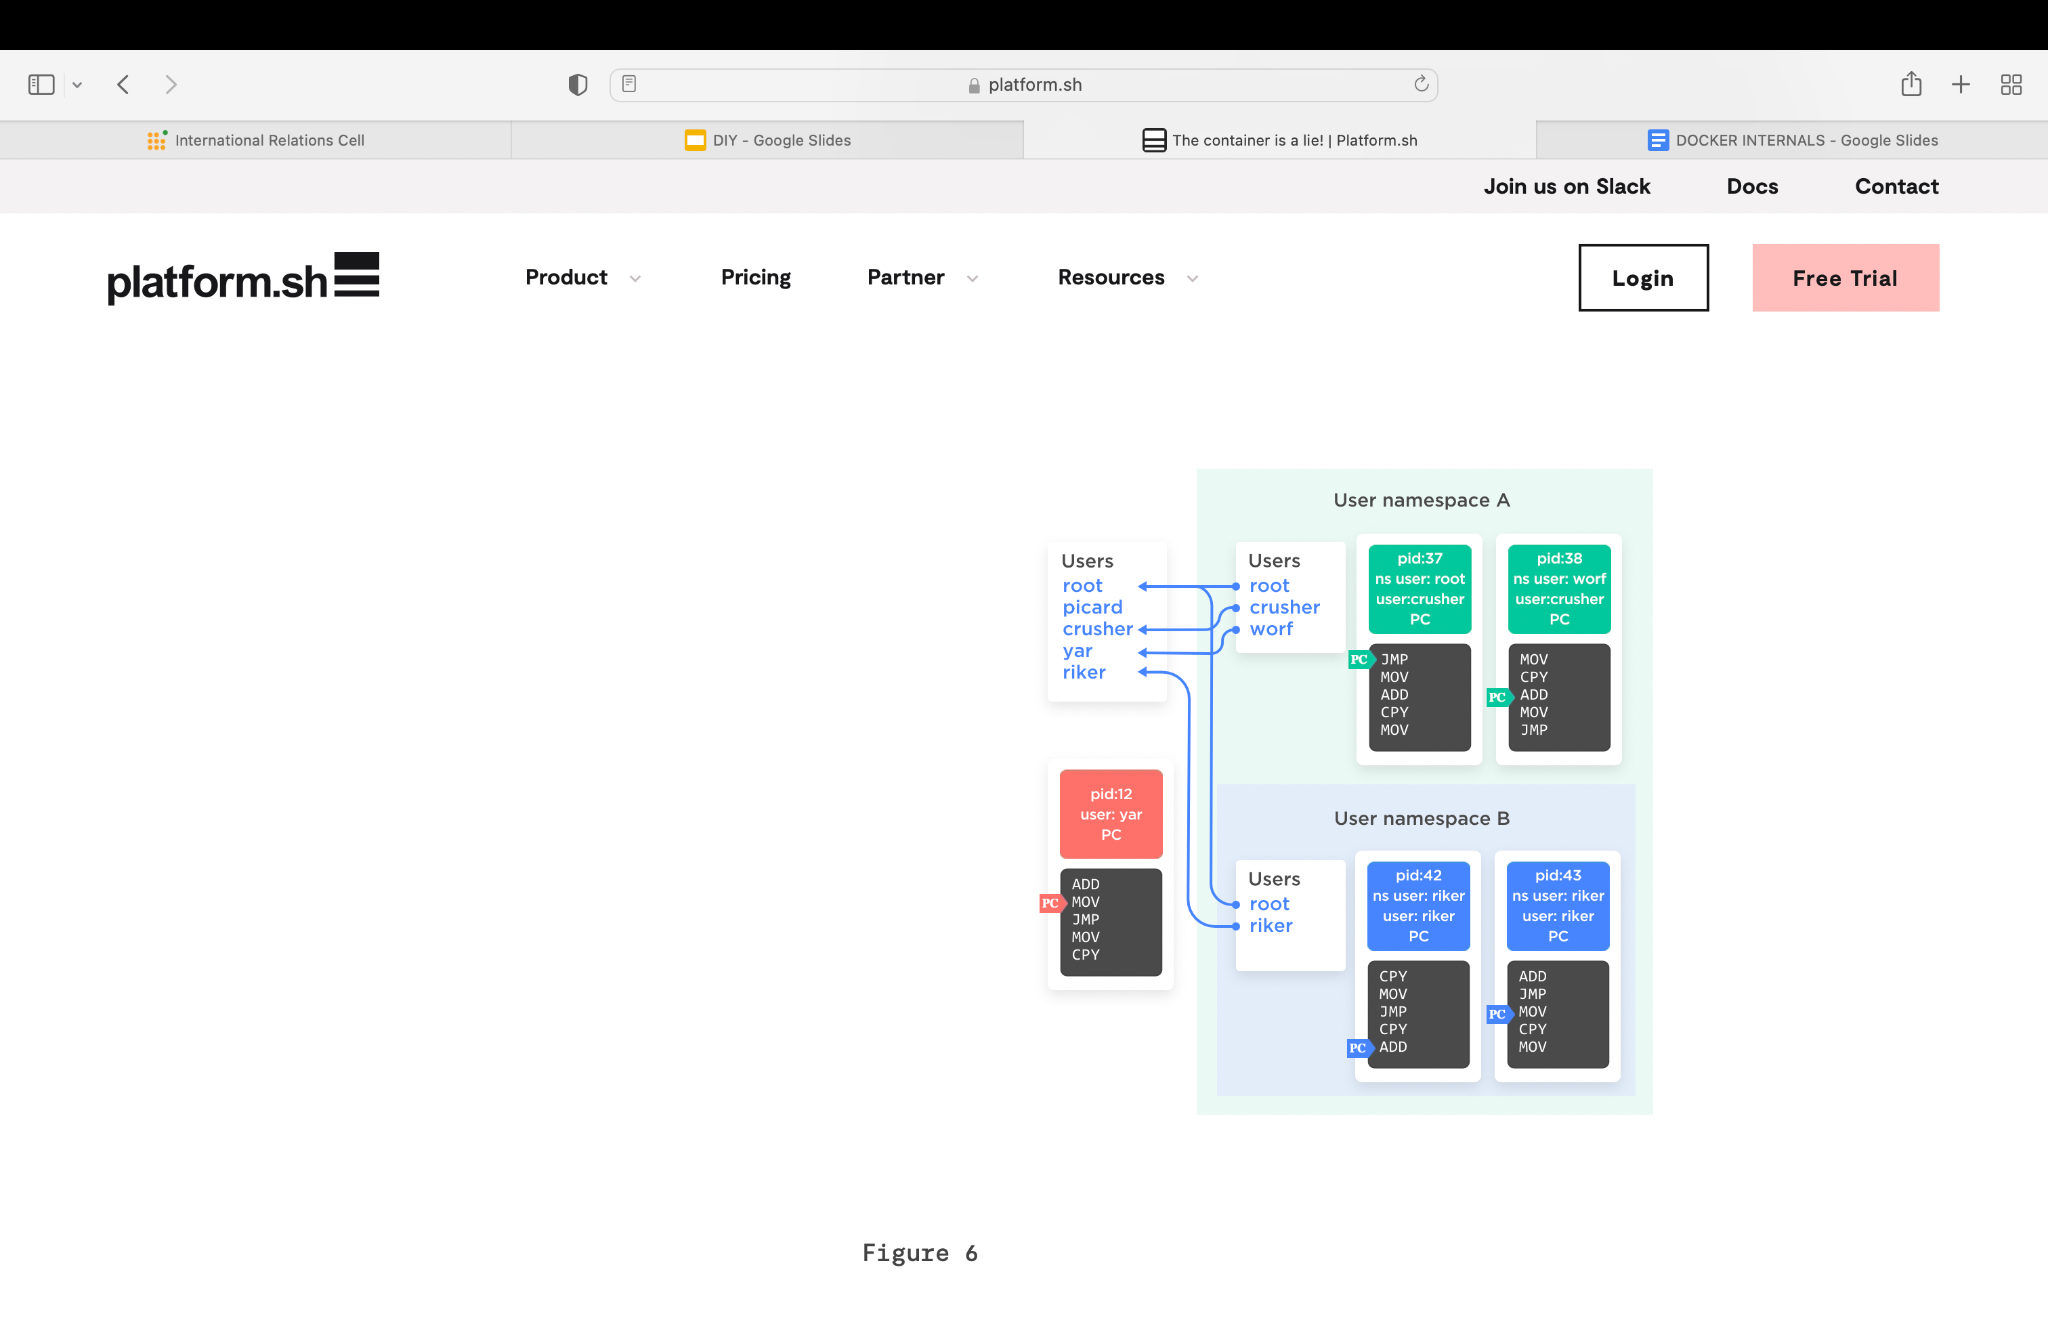 platform.sh
International Relations Cell
DIY - Google Slides
The container is a lie! | Platform.sh
DOCKER INTERNALS - Google Slides
Join us on Slack
Docs
Contact
platform.sh
Product
Pricing
Partner
Resources
Login
Free Trial
Users
root
picard
crusher
yar
riker
pid:12
user: yar
PC
PC
ADD
MOV
JMP
MOV
CPY
User namespace A
Users
root
crusher
worf
pid:37
ns user: root
user:crusher
PC
PC
JMP
MOV
ADD
CPY
MOV
pid:38
ns user: worf
user:crusher
PC
PC
MOV
CPY
ADD
MOV
JMP
User namespace B
Users
root
riker
pid:42
ns user: riker
user: riker
PC
PC
CPY
MOV
JMP
CPY
ADD
pid:43
ns user: riker
user: riker
PC
PC
ADD
JMP
MOV
CPY
MOV
Figure 6